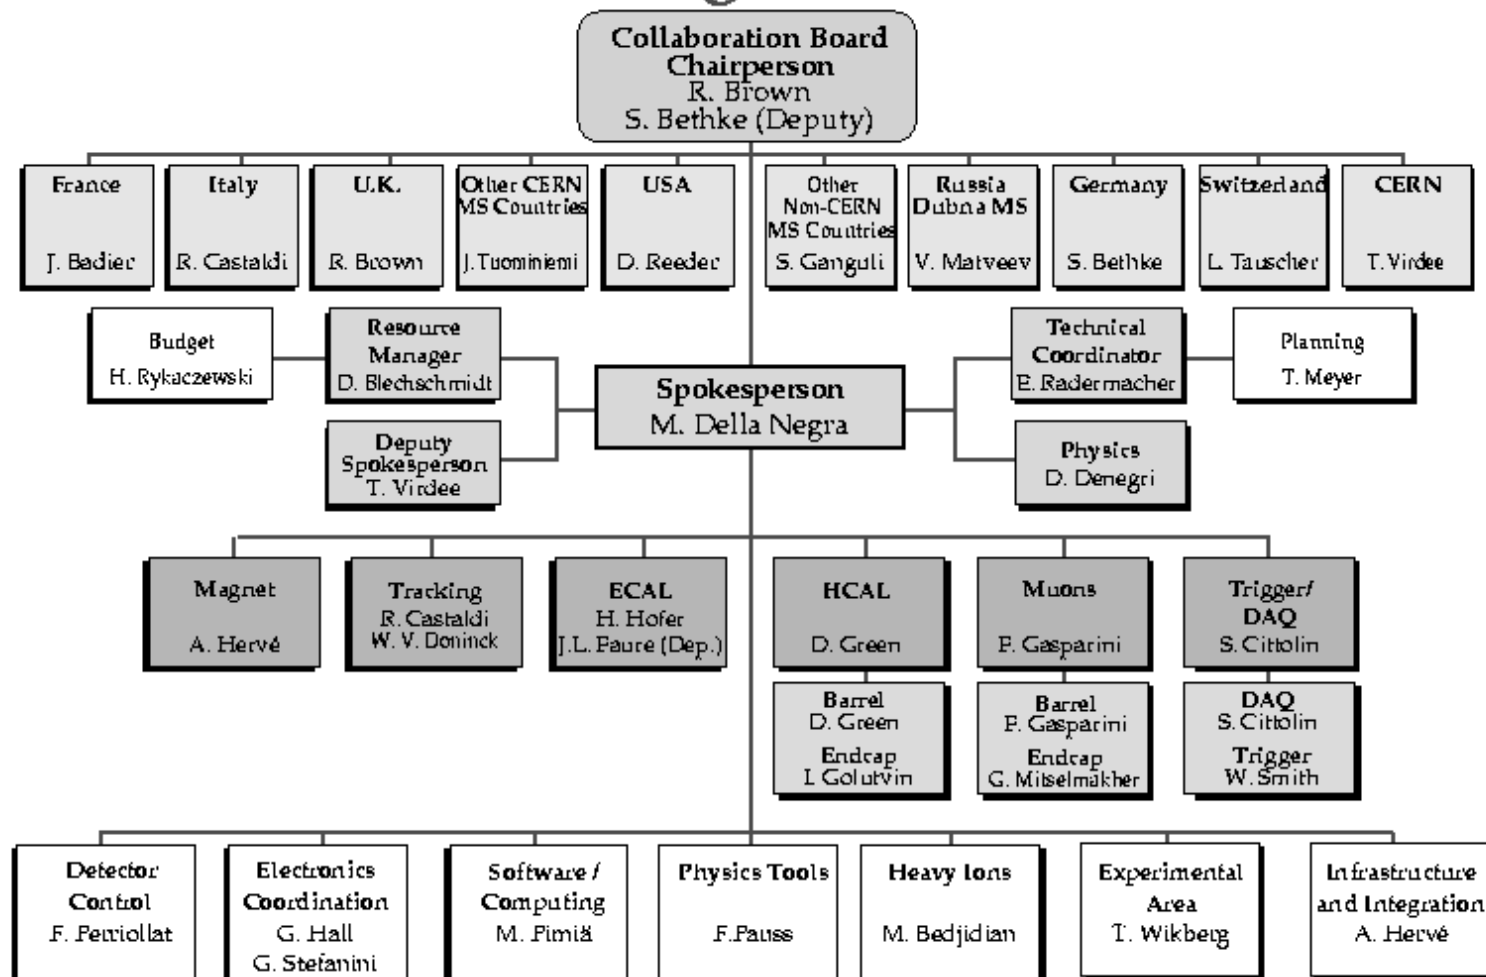 Collaboration Board
Chairperson
R. Brown
S. Bethke (Deputy)
France
J. Badier
Italy
R. Castaldi
U.K.
R. Brown
Other CERN
MS Countries
J. Tuominiemi
USA
D. Reeder
Other
Non-CERN
MS Countries
S. Ganguli
Russia
Dubna MS
V. Matveev
Germany
S. Bethke
Switzerland
L. Tauscher
CERN
T. Virdee
Budget
H. Rykaczewski
Resource
Manager
D. Blechschmidt
Technical
Coordinator
E. Radermacher
Planning
T. Meyer
Spokesperson
M. Della Negra
Deputy
Spokesperson
T. Virdee
Physics
D. Denegri
Magnet
A. Hervé
Tracking
R. Castaldi
W. V. Doninck
ECAL
H. Hofer
J.L. Faure (Dep.)
HCAL
D. Green
Muons
F. Gasparini
Trigger/
DAQ
S. Cittolin
Barrel
D. Green
Endcap
I. Golutvin
Barrel
F. Gasparini
Endcap
G. Mitselmakher
DAQ
S. Cittolin
Trigger
W. Smith
Detector
Control
F. Perriollat
Electronics
Coordination
G. Hall
G. Stefanini
Software /
Computing
M. Pimiä
Physics Tools
F.Pauss
Heavy Ions
M. Bedjidian
Experimental
Area
T. Wikberg
Infrastructure
and Integration
A. Hervé